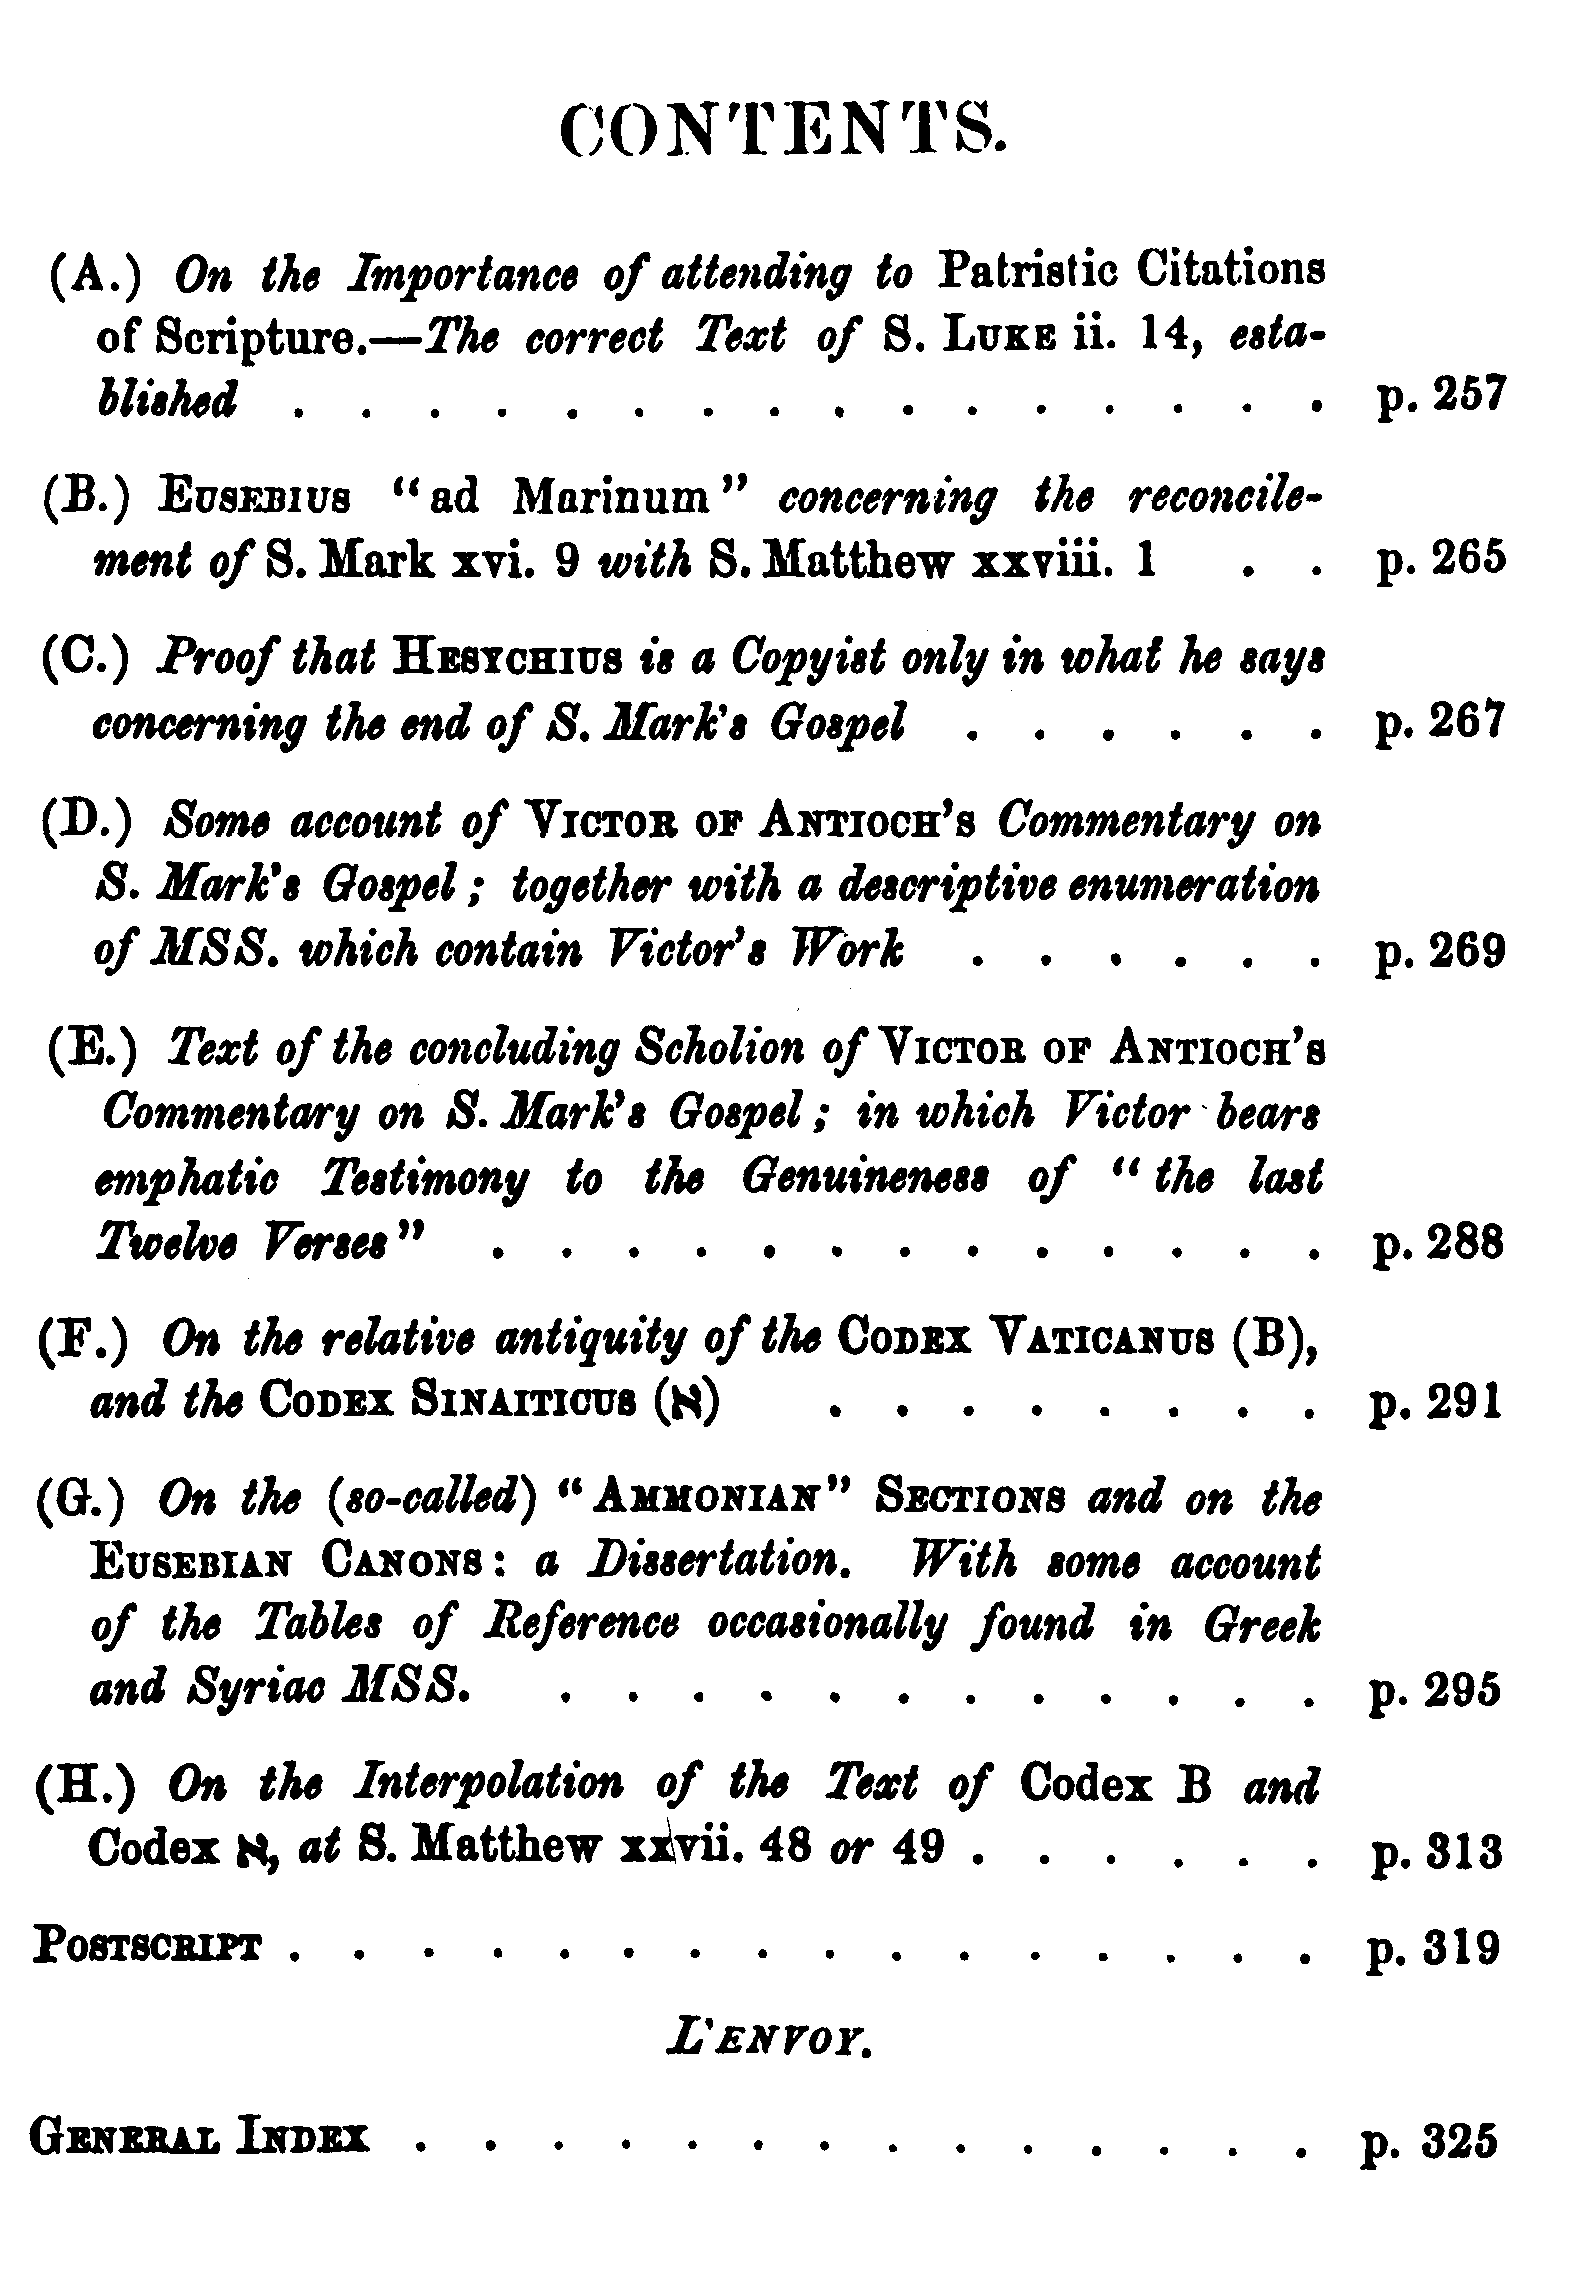 CONTENTS.
(A.) On the Importance of attending to Patristic Citations
of Scripture.—The correct Text of S. LUKE ii. 14, esta-
blished . . . . . . . . . . . . . . . . p. 257
(B.) EUSEBIUS "ad Marinum" concerning the reconcile-
ment of S. Mark xvi. 9 with S. Matthew xxviii. 1 . . p. 265
(C.) Proof that HESYCHIUS is a Copyist only in what he says
concerning the end of S. Mark's Gospel . . . . . . p. 267
(D.) Some account of VICTOR OF ANTIOCH'S Commentary on
S. Mark's Gospel; together with a descriptive enumeration
of MSS. which contain Victor's Work . . . . . . p. 269
(E.) Text of the concluding Scholion of VICTOR OF ANTIOCH'S
Commentary on S. Mark's Gospel; in which Victor bears
emphatic Testimony to the Genuineness of "the last
Twelve Verses" . . . . . . . . . . . . . p. 288
(F.) On the relative antiquity of the CODEX VATICANUS (B),
and the CODEX SINAITICUS (א) . . . . . . . . p. 291
(G.) On the (so-called) "AMMONIAN" SECTIONS and on the
EUSEBIAN CANONS: a Dissertation. With some account
of the Tables of Reference occasionally found in Greek
and Syriac MSS. . . . . . . . . . . . . p. 295
(H.) On the Interpolation of the Text of Codex B and
Codex א, at S. Matthew xxvii. 48 or 49 . . . . . . p. 313
POSTSCRIPT . . . . . . . . . . . . . . . . p. 319
L'ENVOY.
GENERAL INDEX . . . . . . . . . . . . . . p. 325